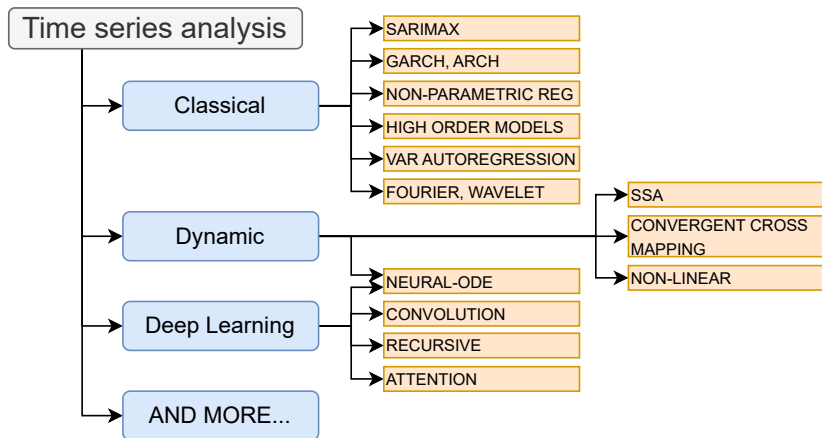 Time series analysis
Classical
SARIMAX
GARCH, ARCH
NON-PARAMETRIC REG
HIGH ORDER MODELS
VAR AUTOREGRESSION
FOURIER, WAVELET
Dynamic
SSA
CONVERGENT CROSS
MAPPING
NON-LINEAR
Deep Learning
NEURAL-ODE
CONVOLUTION
RECURSIVE
ATTENTION
AND MORE...